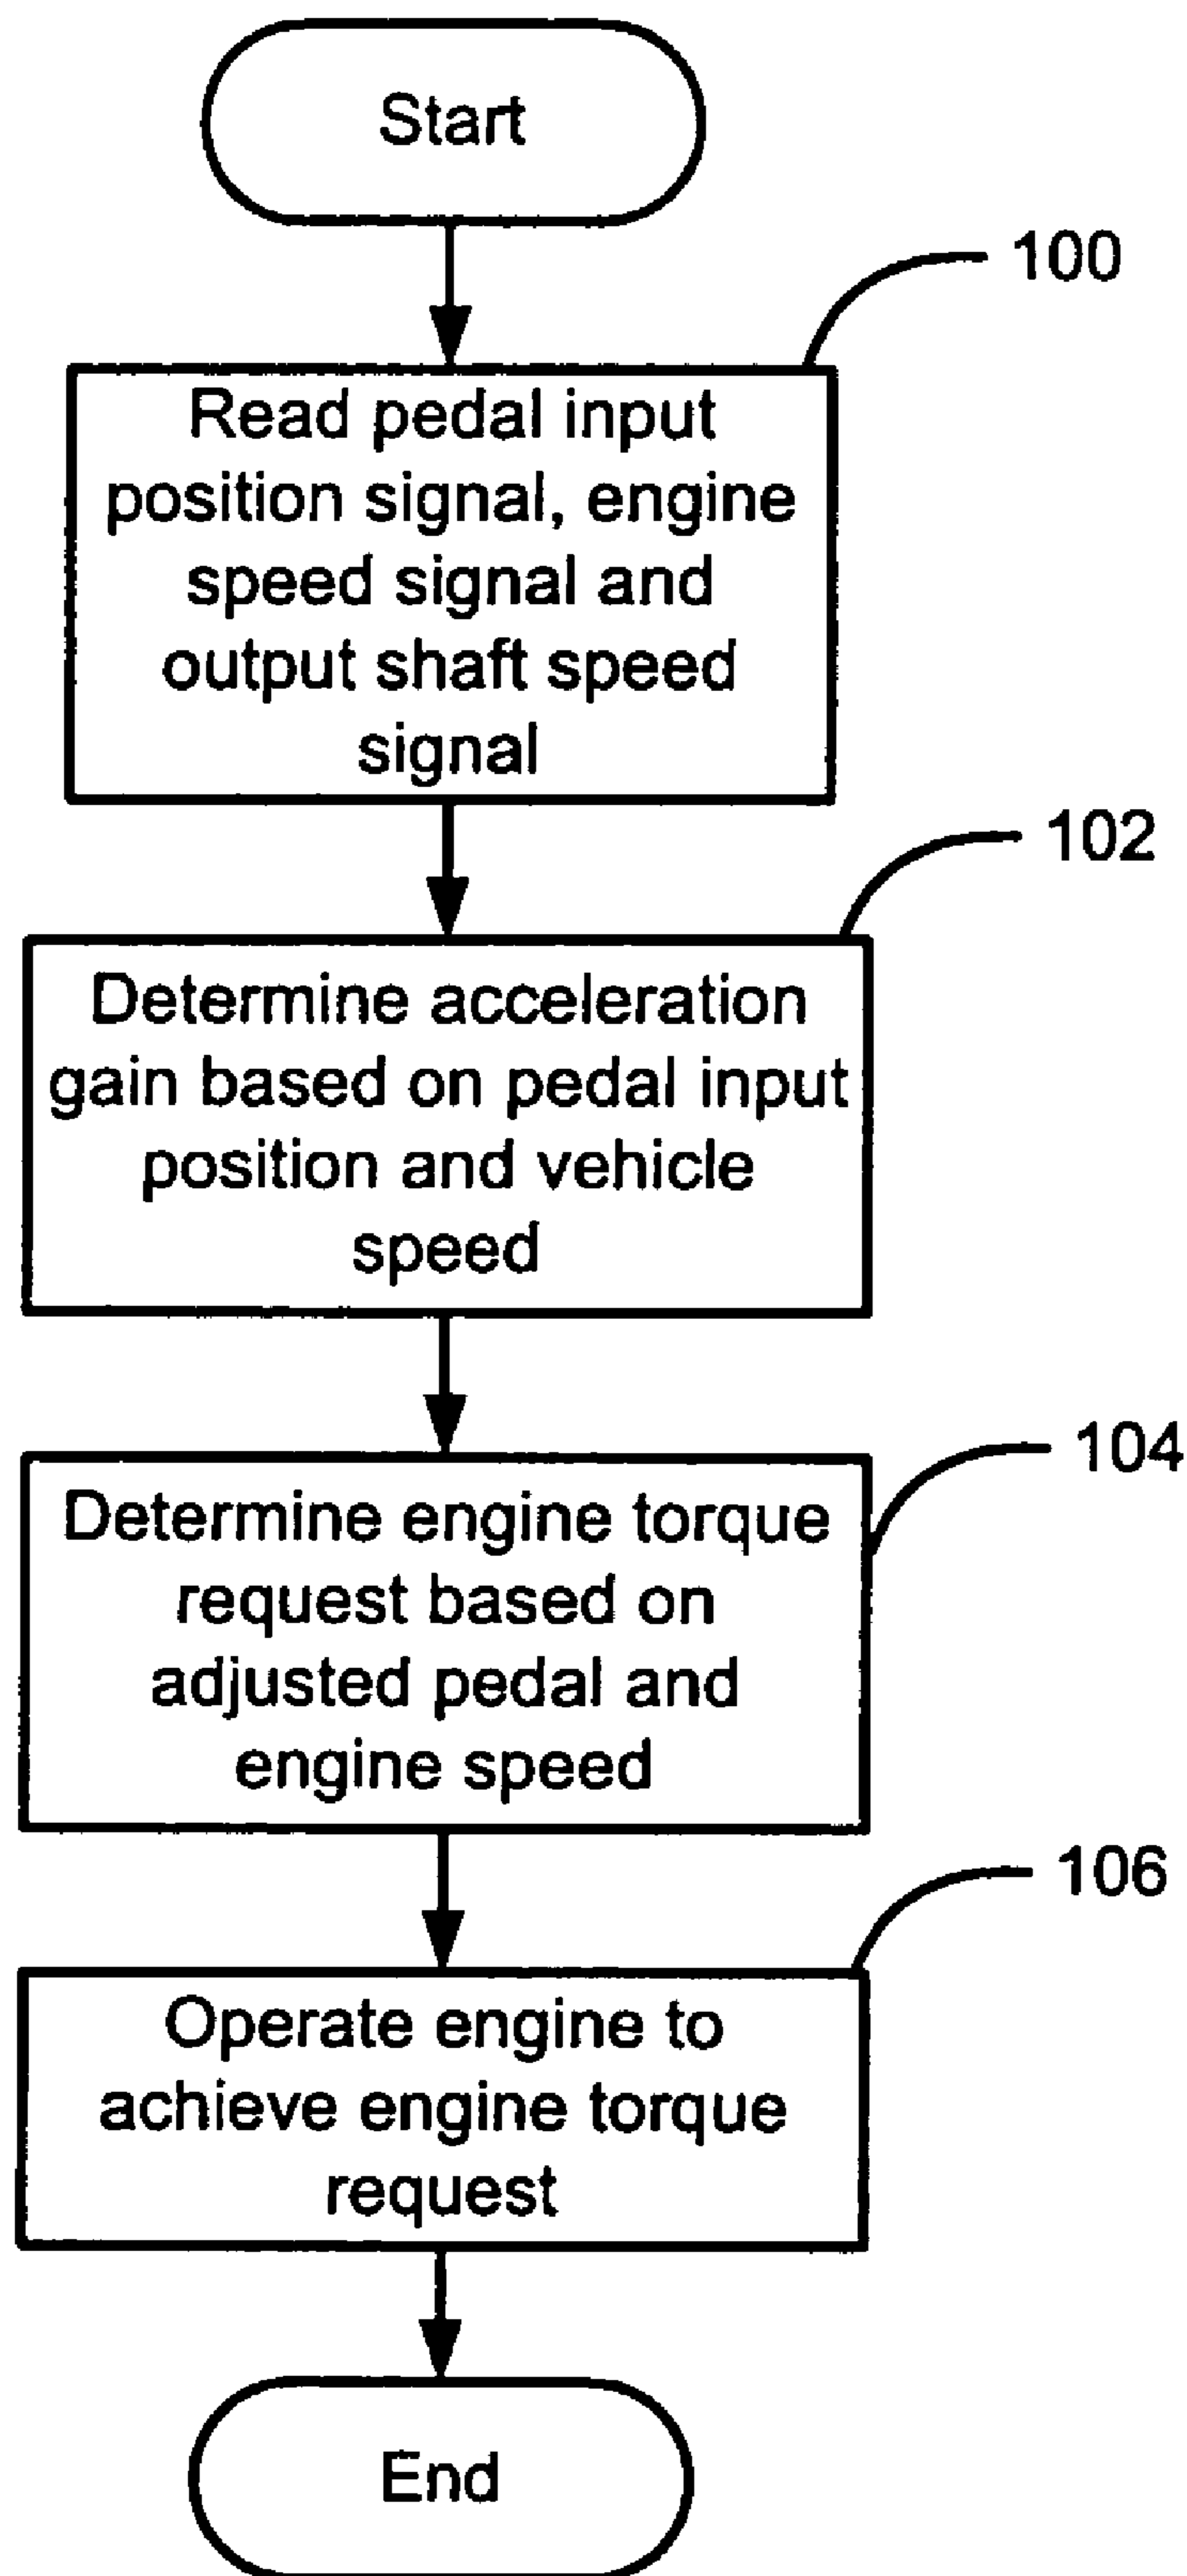 Start
100
Read pedal input
position signal, engine
speed signal and
output shaft speed
signal
102
Determine acceleration
gain based on pedal input
position and vehicle
speed
104
Determine engine torque
request based on
adjusted pedal and
engine speed
106
Operate engine to
achieve engine torque
request
End